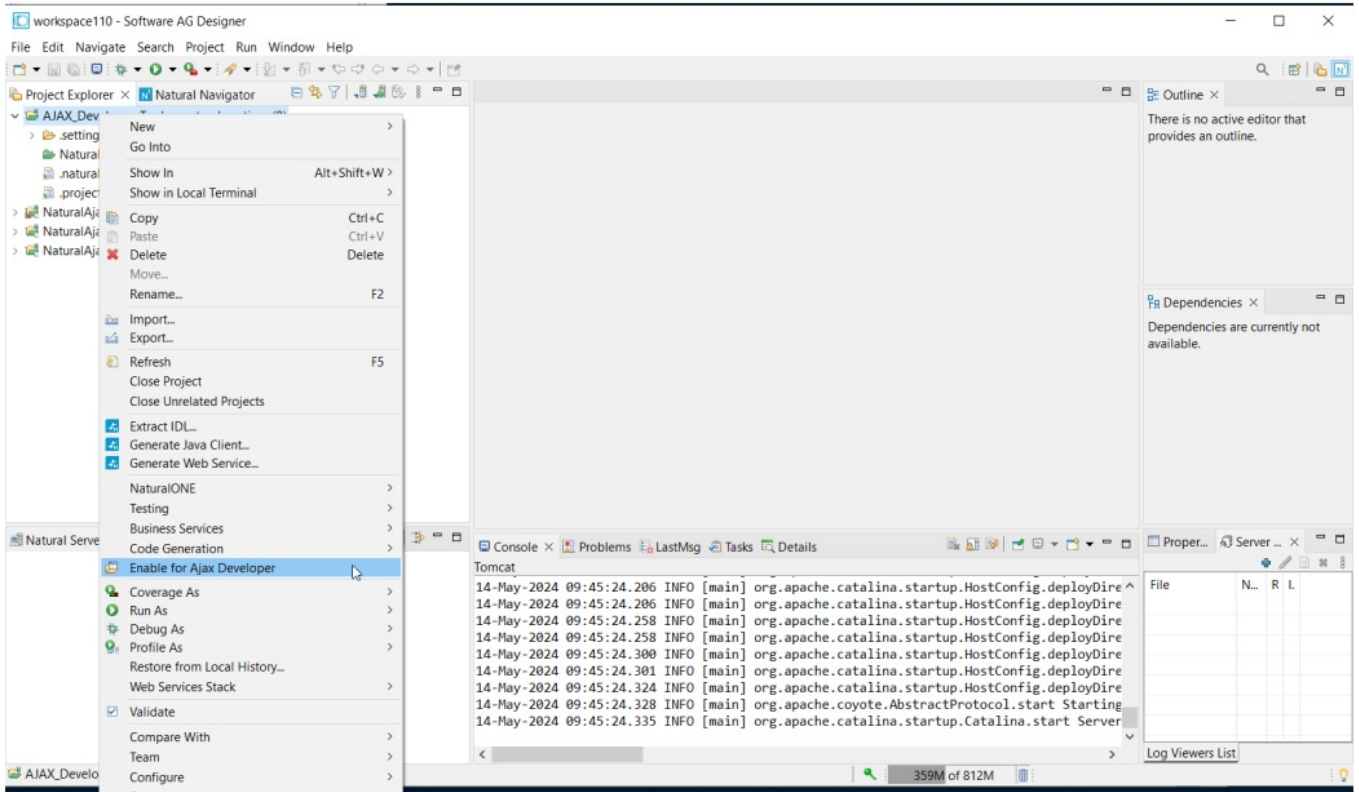 workspace110 - Software AG Designer
File Edit Navigate Search Project Run Window Help
Project Explorer
Natural Navigator
AJAX_Dev
.setting
Natural
.natural
.project
NaturalAja
NaturalAja
NaturalAja
New
Go Into
Show In Alt+Shift+W
Show in Local Terminal
Copy Ctrl+C
Paste Ctrl+V
Delete Delete
Move...
Rename... F2
Import...
Export...
Refresh F5
Close Project
Close Unrelated Projects
Extract IDL...
Generate Java Client...
Generate Web Service...
NaturalONE
Testing
Business Services
Code Generation
Enable for Ajax Developer
Coverage As
Run As
Debug As
Profile As
Restore from Local History...
Web Services Stack
Validate
Compare With
Team
Configure
Natural Serve
AJAX_Develo
Console Problems LastMsg Tasks Details
Tomcat
14-May-2024 09:45:24.206 INFO [main] org.apache.catalina.startup.HostConfig.deployDire
14-May-2024 09:45:24.206 INFO [main] org.apache.catalina.startup.HostConfig.deployDire
14-May-2024 09:45:24.258 INFO [main] org.apache.catalina.startup.HostConfig.deployDire
14-May-2024 09:45:24.258 INFO [main] org.apache.catalina.startup.HostConfig.deployDire
14-May-2024 09:45:24.300 INFO [main] org.apache.catalina.startup.HostConfig.deployDire
14-May-2024 09:45:24.301 INFO [main] org.apache.catalina.startup.HostConfig.deployDire
14-May-2024 09:45:24.324 INFO [main] org.apache.catalina.startup.HostConfig.deployDire
14-May-2024 09:45:24.328 INFO [main] org.apache.coyote.AbstractProtocol.start Starting
14-May-2024 09:45:24.335 INFO [main] org.apache.catalina.startup.Catalina.start Server
359M of 812M
Outline
There is no active editor that
provides an outline.
Dependencies
Dependencies are currently not
available.
Proper... Server ...
File N... R I.
Log Viewers List